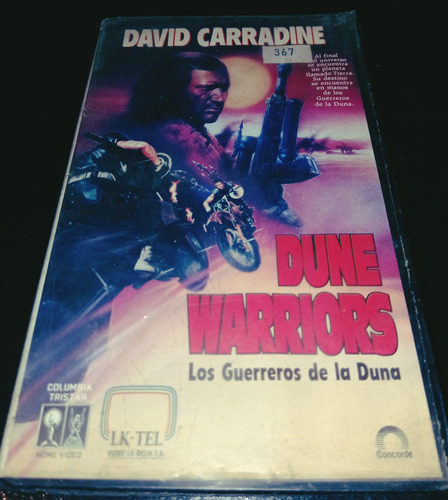 DAVID CARRADINE
367
Al final
del universo
se encuentra
un planeta
llamado Tierra.
Su destino
se encuentra
en manos
de los
Guerreros
de la Duna.
DUNE
WARRIORS
Los Guerreros de la Duna
COLUMBIA
TRISTAR
HOME VIDEO
LK-TEL
VIDEO LA RIOJA S.A.
Concorde